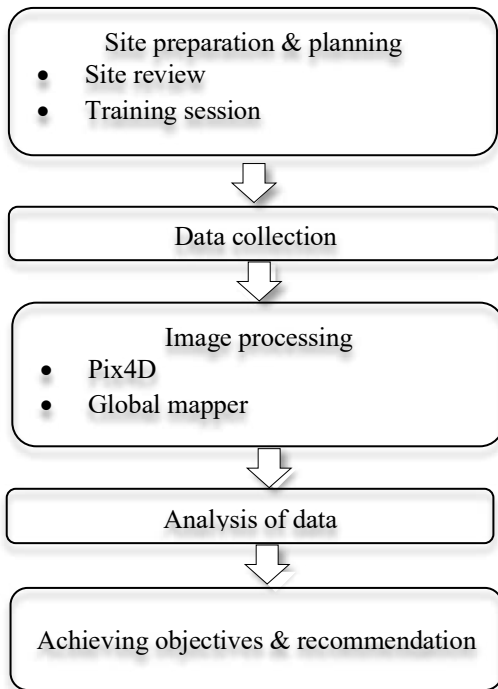 Site preparation & planning
• Site review
• Training session
Data collection
Image processing
• Pix4D
• Global mapper
Analysis of data
Achieving objectives & recommendation